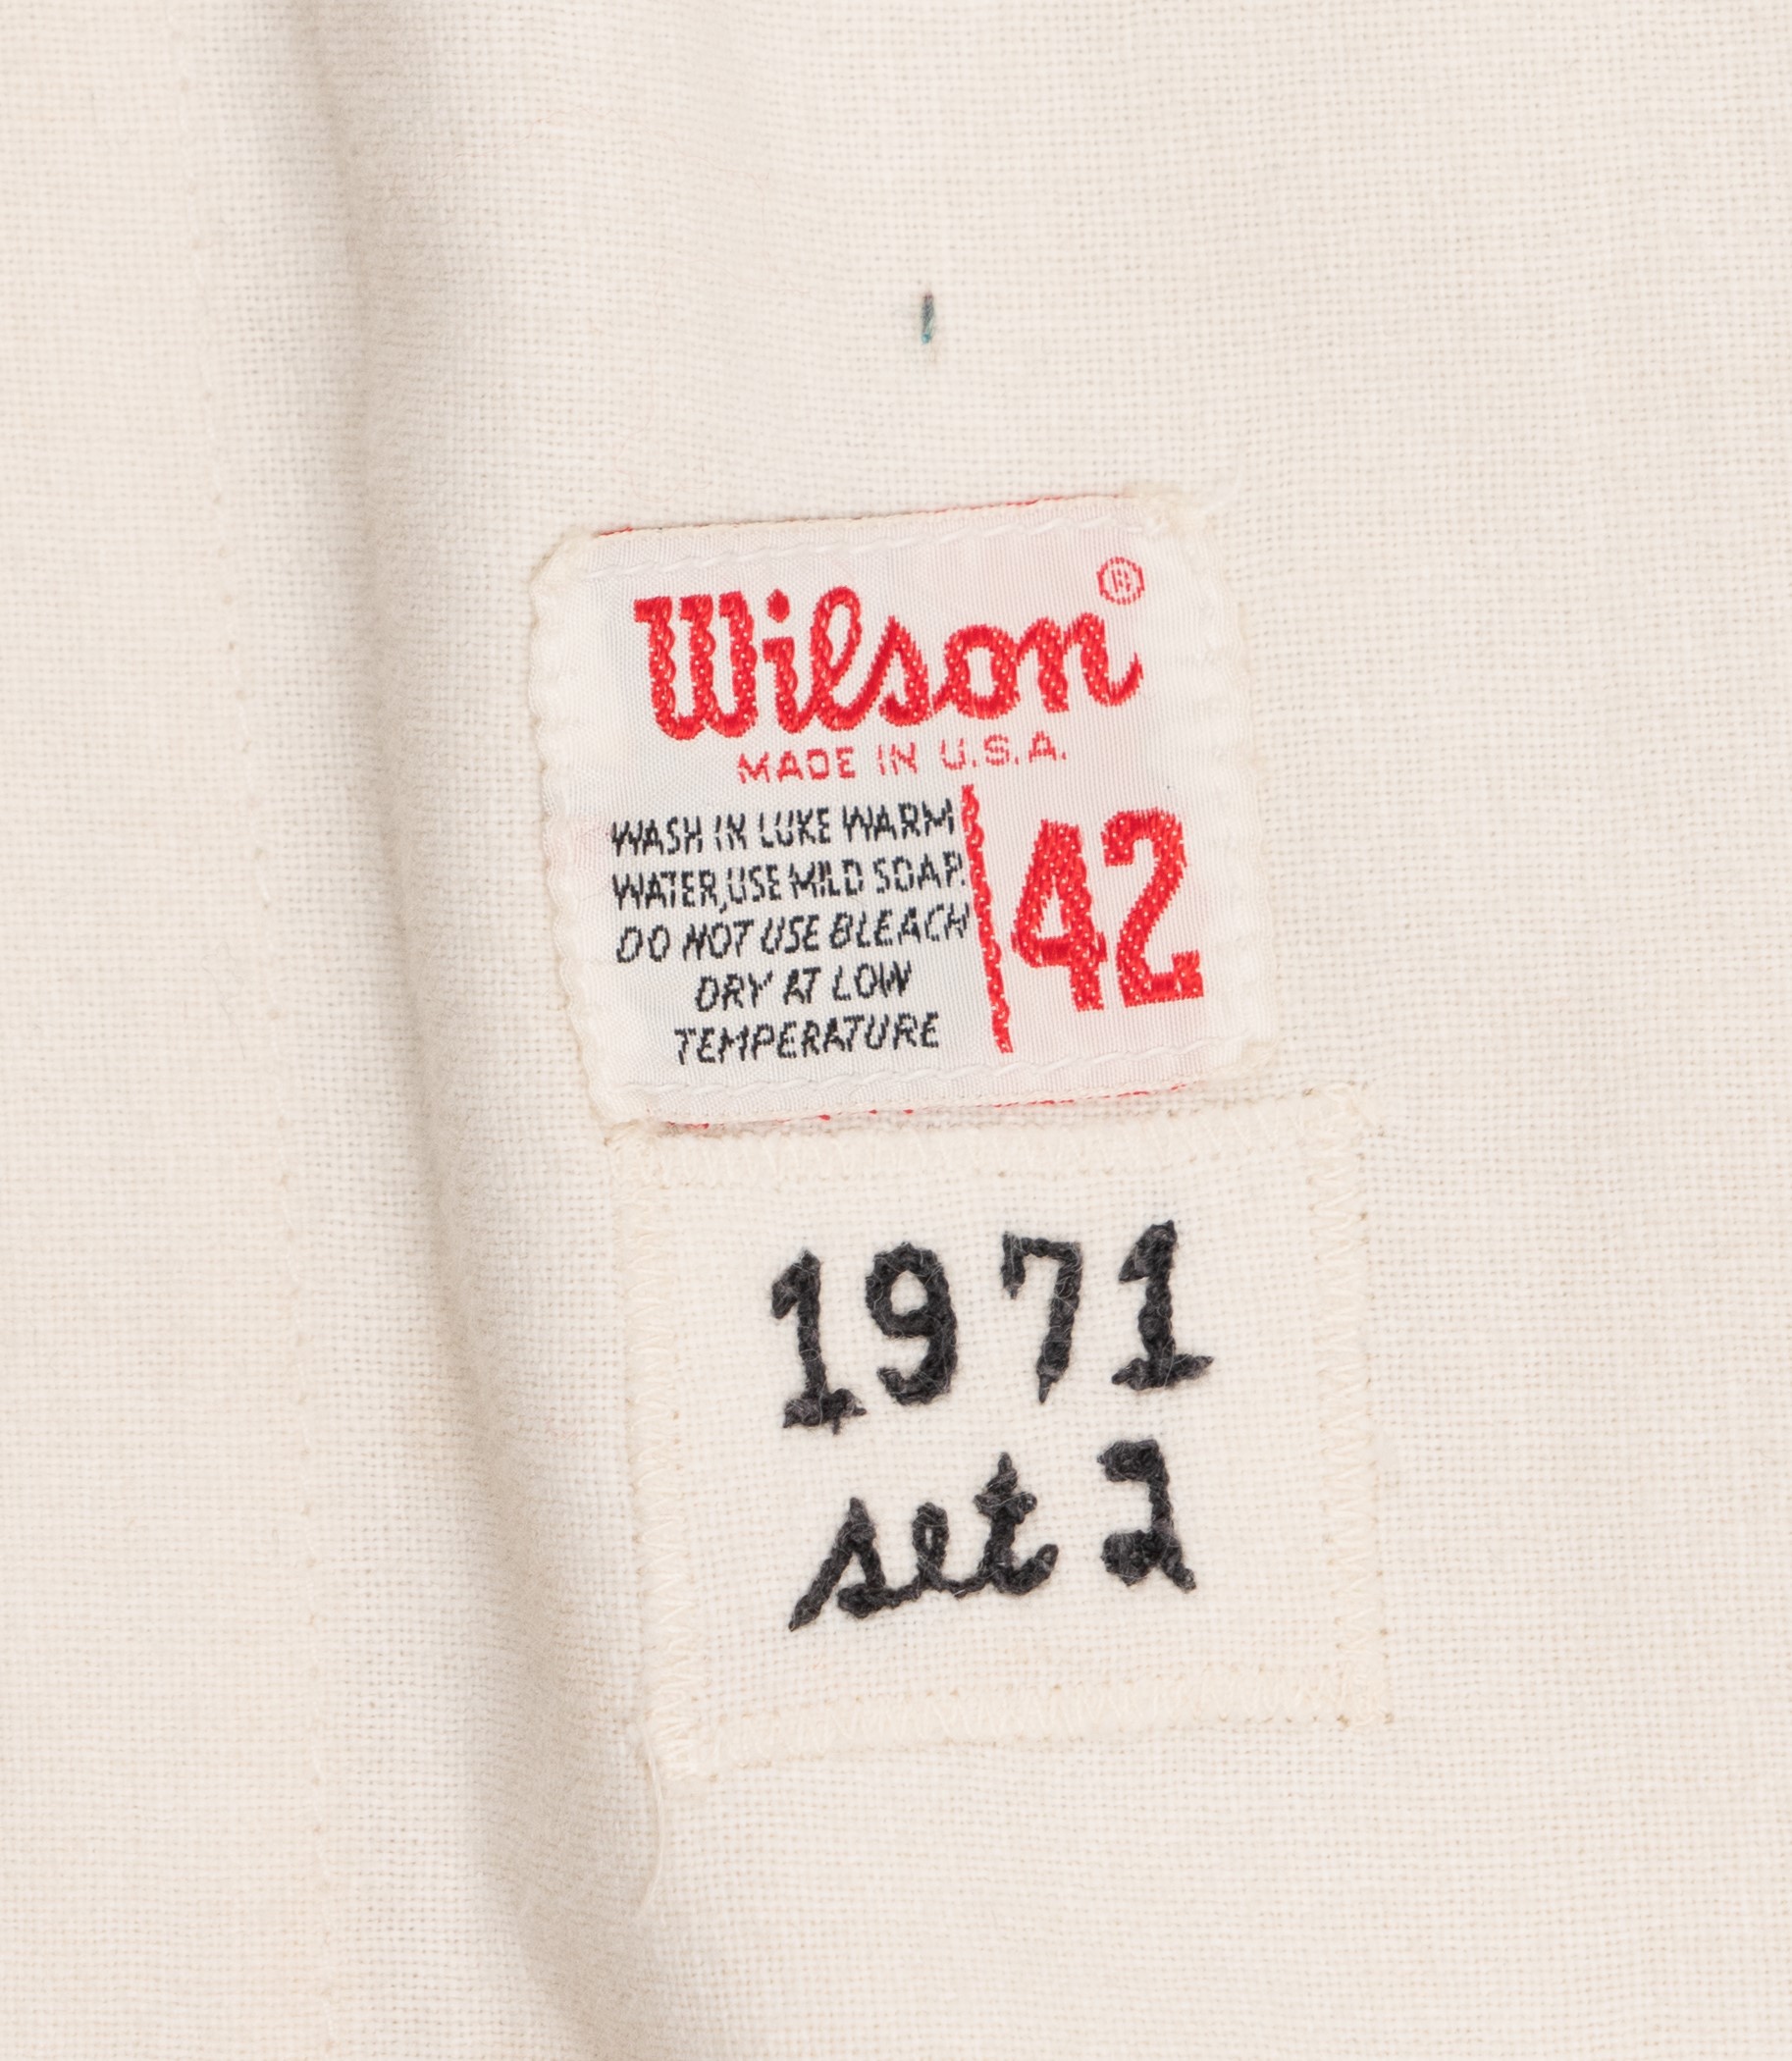 Wilson®
MADE IN U.S.A.
WASH IN LUKE WARM
WATER, USE MILD SOAP.
DO NOT USE BLEACH
DRY AT LOW
TEMPERATURE
42
1971
set 2